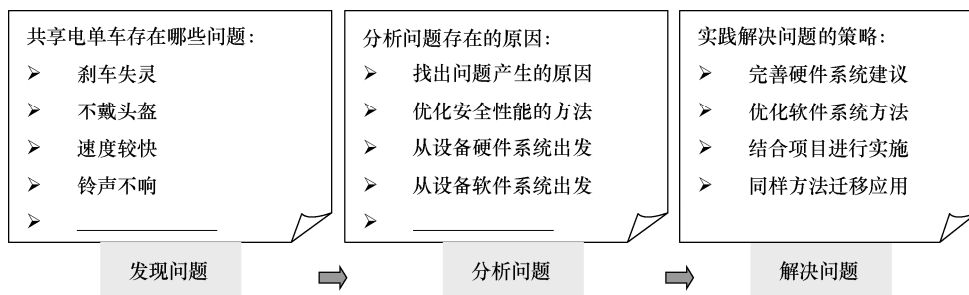 共享电单车存在哪些问题：
➢ 刹车失灵
➢ 不戴头盔
➢ 速度较快
➢ 铃声不响
➢ ______________
发现问题
分析问题存在的原因：
➢ 找出问题产生的原因
➢ 优化安全性能的方法
➢ 从设备硬件系统出发
➢ 从设备软件系统出发
➢ ______________
分析问题
实践解决问题的策略：
➢ 完善硬件系统建议
➢ 优化软件系统方法
➢ 结合项目进行实施
➢ 同样方法迁移应用
解决问题